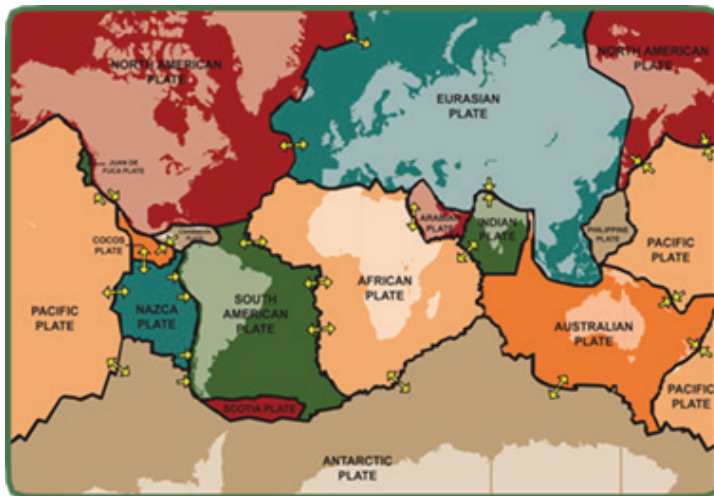 NORTH AMERICAN
PLATE
NORTH AMERICAN
PLATE
EURASIAN
PLATE
JUAN DE
FUCA PLATE
CARIBBEAN
PLATE
COCOS
PLATE
ARABIAN
PLATE
INDIAN
PLATE
PHILIPPINE
PLATE
PACIFIC
PLATE
PACIFIC
PLATE
NAZCA
PLATE
SOUTH
AMERICAN
PLATE
AFRICAN
PLATE
AUSTRALIAN
PLATE
PACIFIC
PLATE
SCOTIA PLATE
ANTARCTIC
PLATE